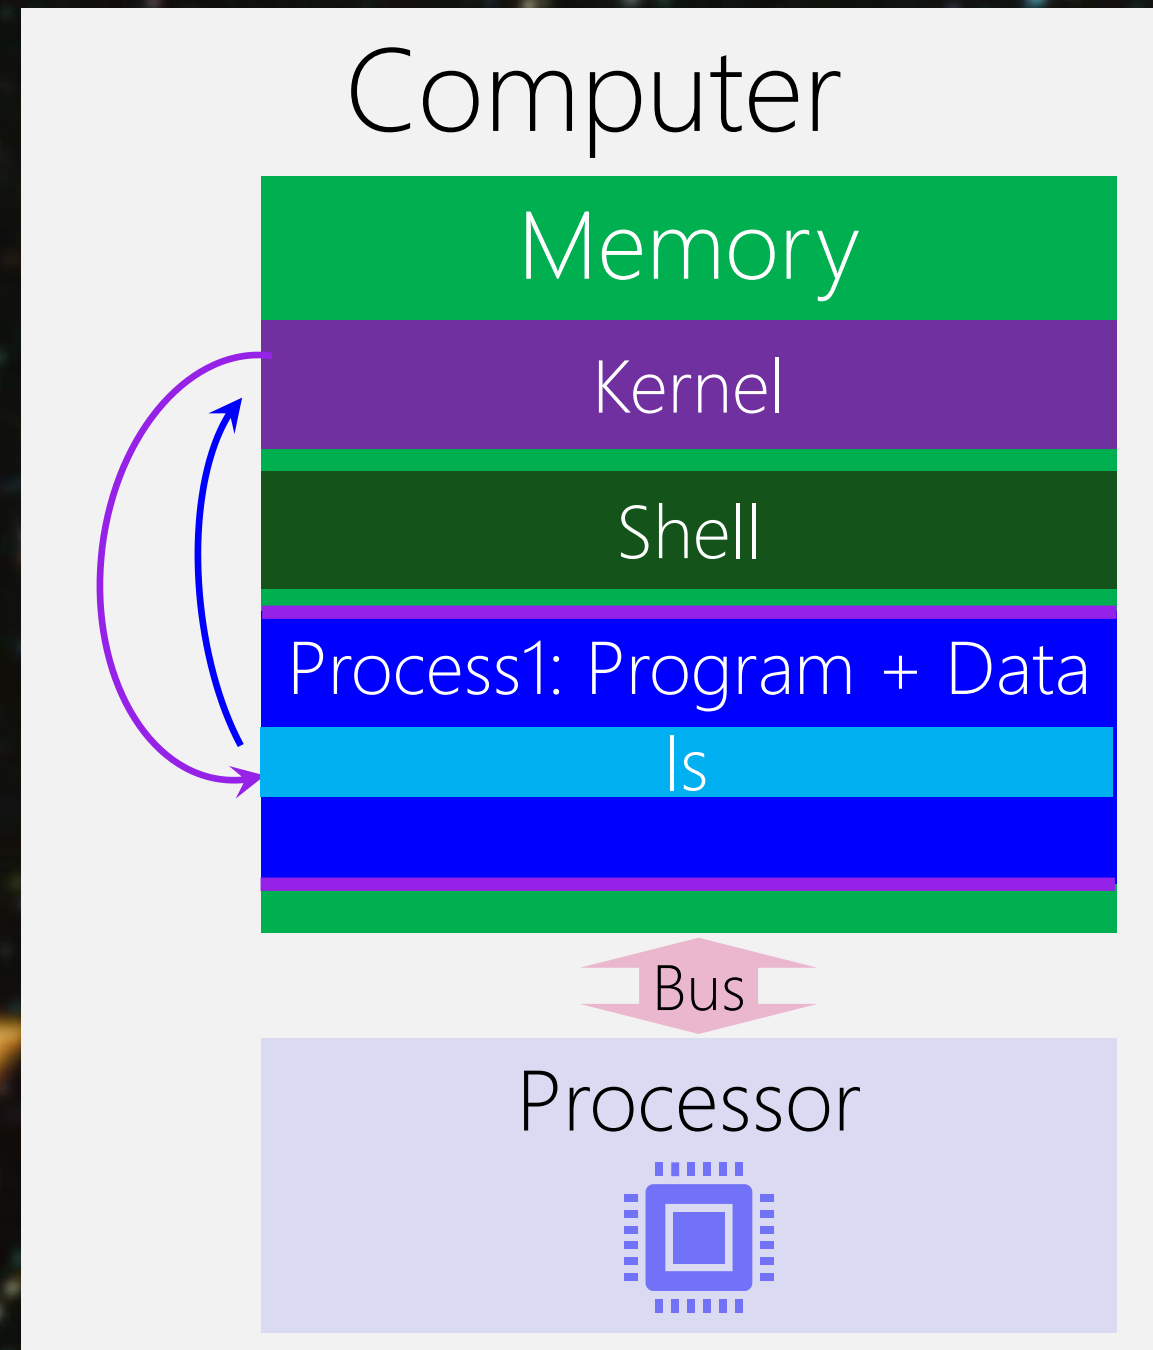 Computer
Memory
Kernel
Shell
Process1: Program + Data
ls
Bus
Processor